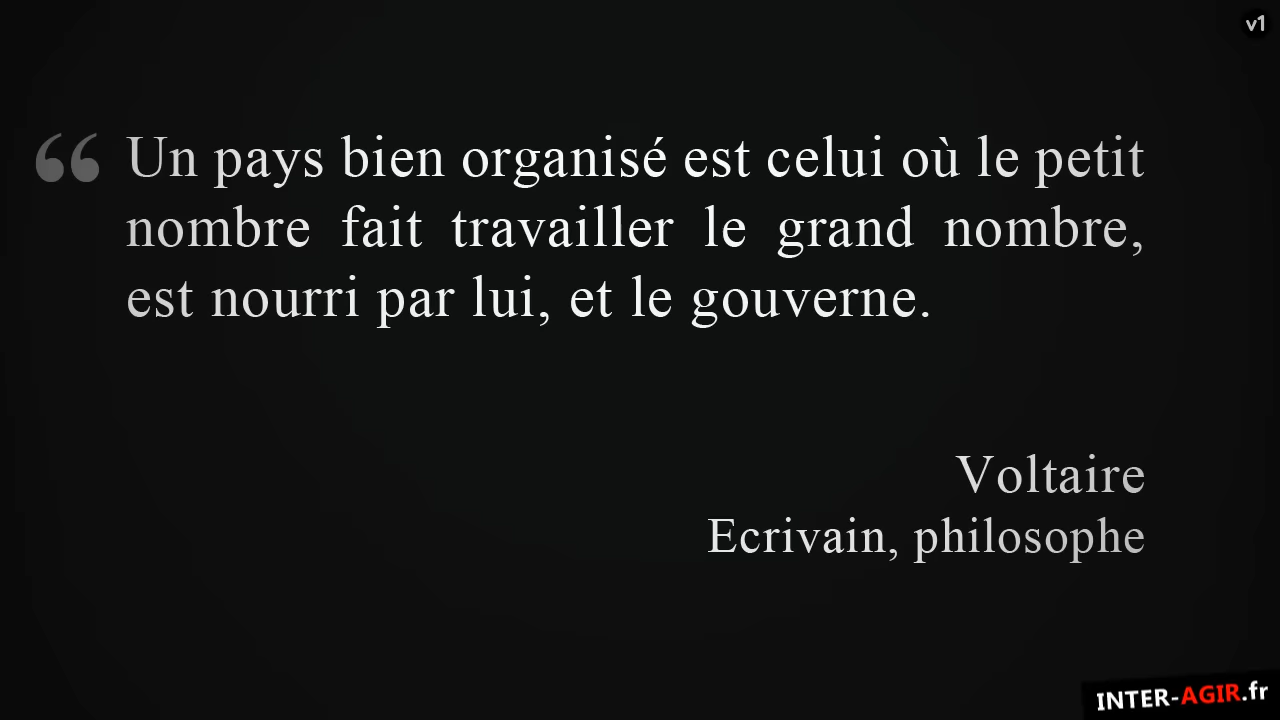 v1
“ Un pays bien organisé est celui où le petit
nombre fait travailler le grand nombre,
est nourri par lui, et le gouverne.
Voltaire
Ecrivain, philosophe
INTER-AGIR.fr